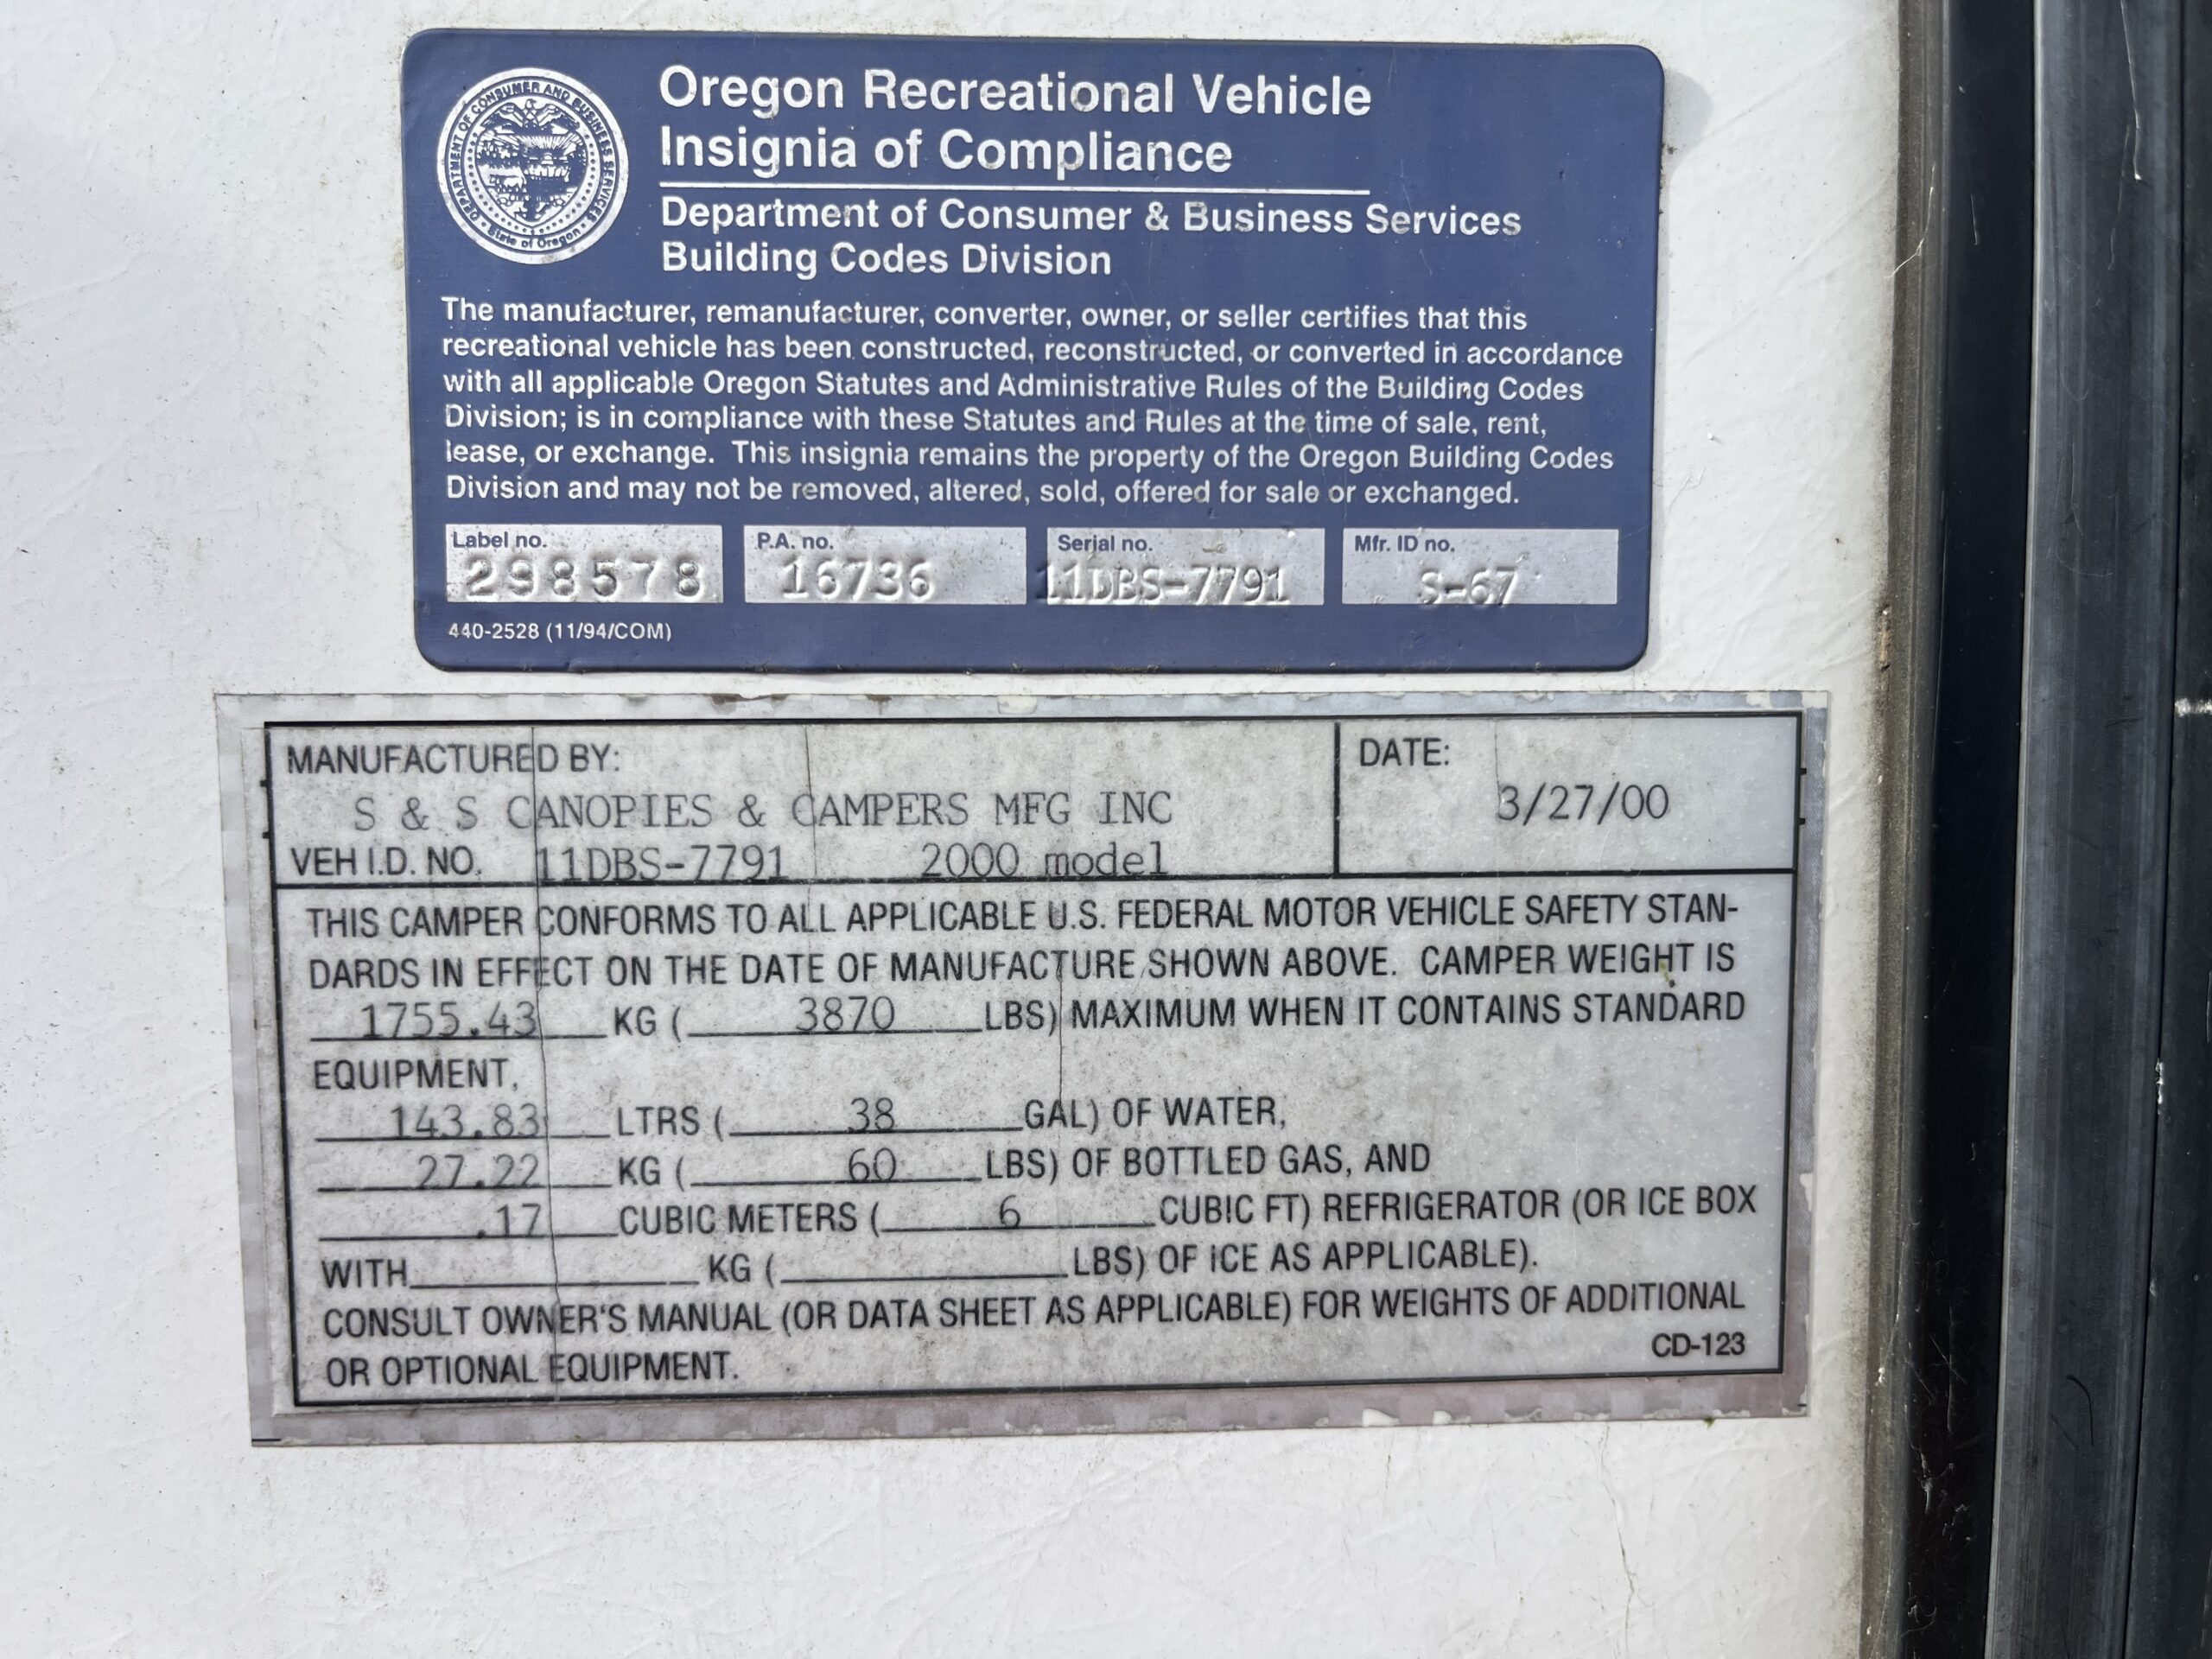 DEPARTMENT OF CONSUMER AND BUSINESS SERVICES
State of Oregon
Oregon Recreational Vehicle
Insignia of Compliance
Department of Consumer & Business Services
Building Codes Division
The manufacturer, remanufacturer, converter, owner, or seller certifies that this
recreational vehicle has been constructed, reconstructed, or converted in accordance
with all applicable Oregon Statutes and Administrative Rules of the Building Codes
Division; is in compliance with these Statutes and Rules at the time of sale, rent,
lease, or exchange. This insignia remains the property of the Oregon Building Codes
Division and may not be removed, altered, sold, offered for sale or exchanged.
Label no. P.A. no. Serial no. Mfr. ID no.
298578 16736 11DBS-7791 S-67
440-2528 (11/94/COM)
MANUFACTURED BY: DATE:
S & S CANOPIES & CAMPERS MFG INC 3/27/00
VEH I.D. NO. 11DBS-7791 2000 model
THIS CAMPER CONFORMS TO ALL APPLICABLE U.S. FEDERAL MOTOR VEHICLE SAFETY STAN-
DARDS IN EFFECT ON THE DATE OF MANUFACTURE SHOWN ABOVE. CAMPER WEIGHT IS
1755.43 KG ( 3870 LBS) MAXIMUM WHEN IT CONTAINS STANDARD
EQUIPMENT,
143.83 LTRS ( 38 GAL) OF WATER,
27.22 KG ( 60 LBS) OF BOTTLED GAS, AND
.17 CUBIC METERS ( 6 CUBIC FT) REFRIGERATOR (OR ICE BOX
WITH KG ( LBS) OF ICE AS APPLICABLE).
CONSULT OWNER'S MANUAL (OR DATA SHEET AS APPLICABLE) FOR WEIGHTS OF ADDITIONAL
OR OPTIONAL EQUIPMENT. CD-123